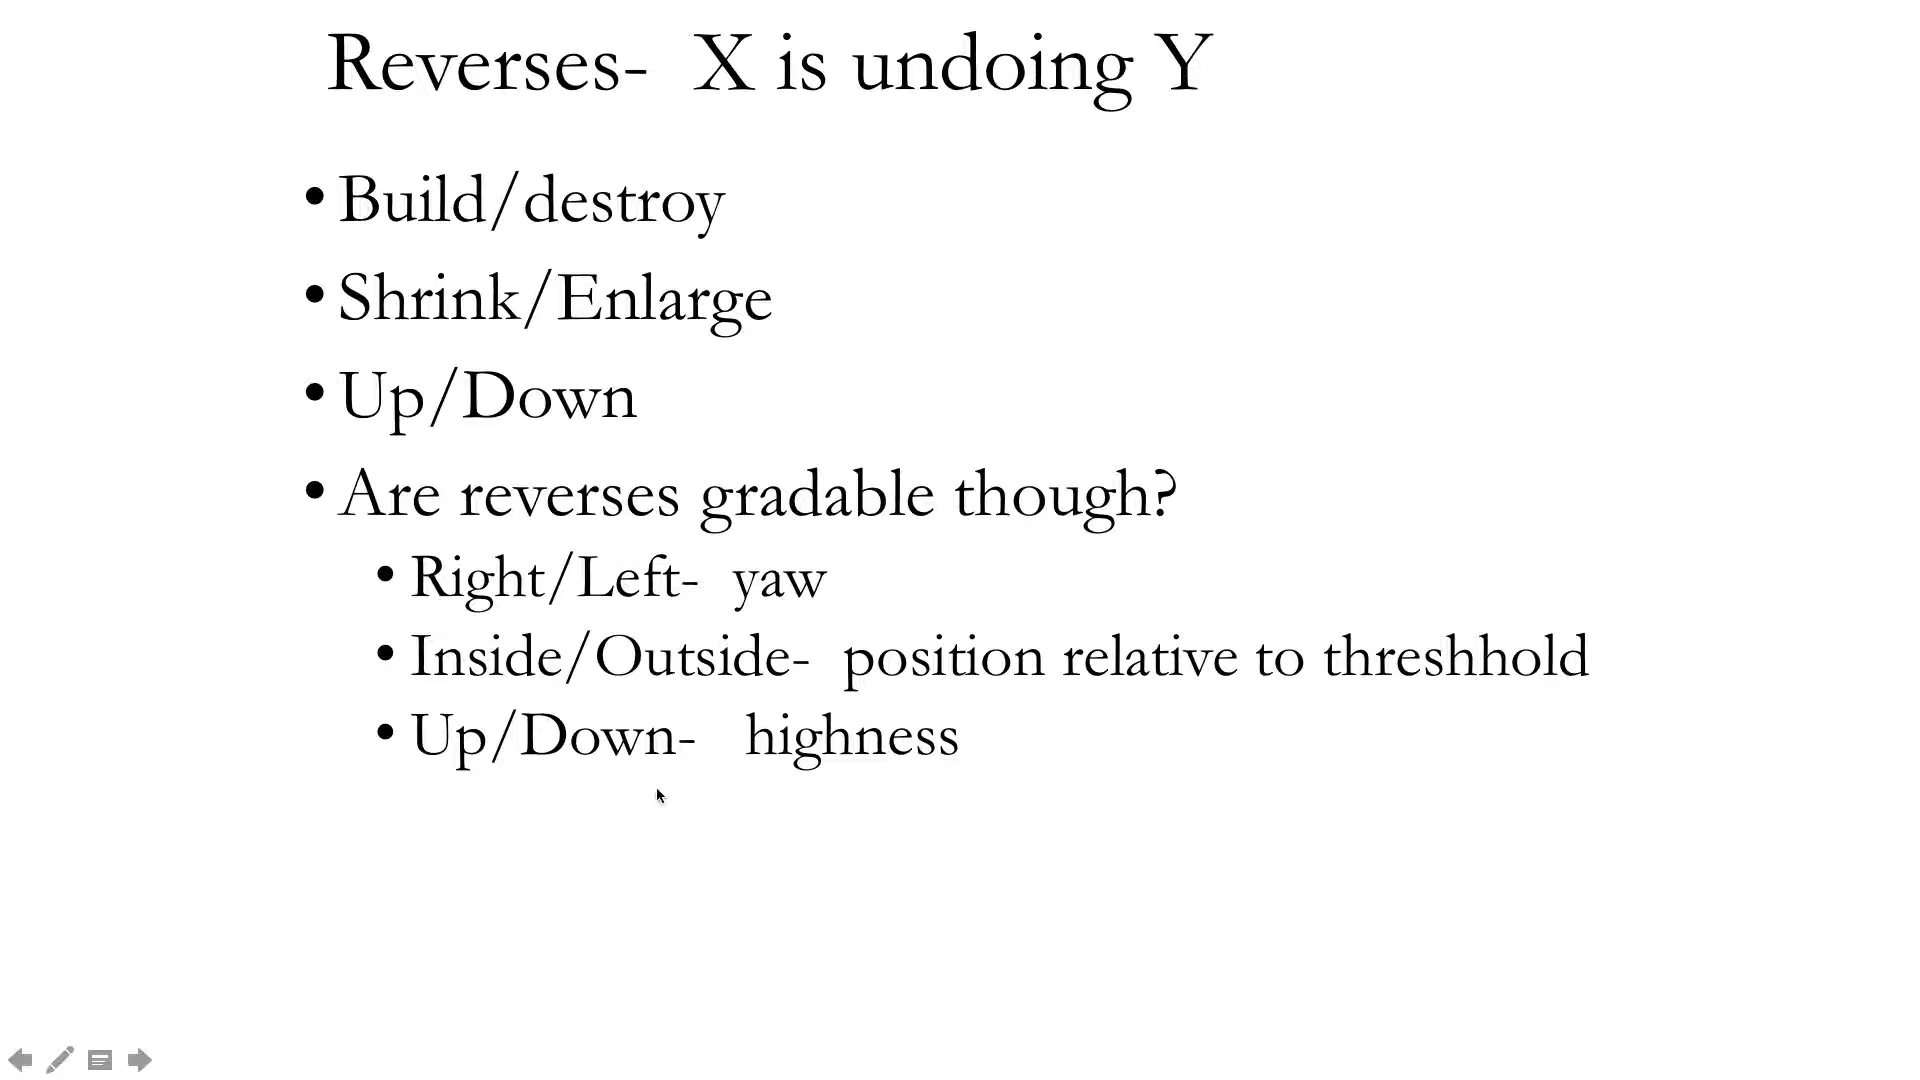 Reverses- X is undoing Y
• Build/destroy
• Shrink/Enlarge
• Up/Down
• Are reverses gradable though?
• Right/Left- yaw
• Inside/Outside- position relative to threshhold
• Up/Down- highness